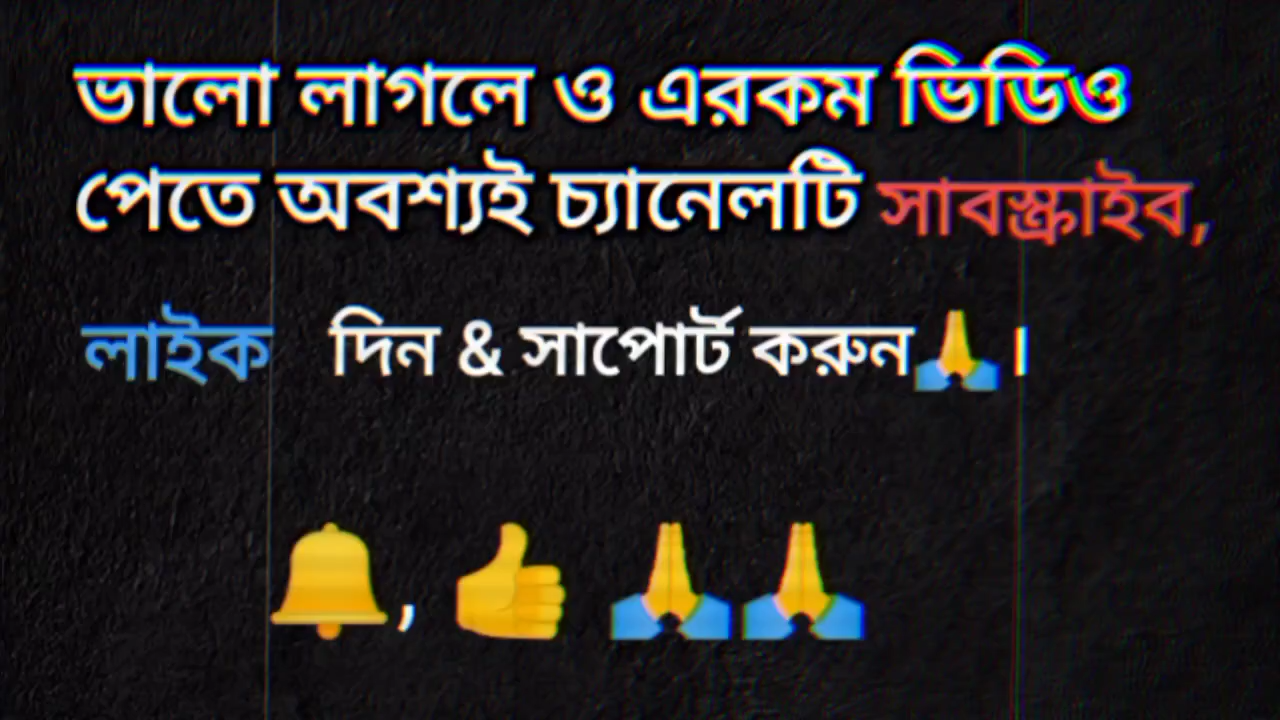 ভালো লাগলে ও এরকম ভিডিও
পেতে অবশ্যই চ্যানেলটি সাবস্ক্রাইব,
লাইক দিন & সাপোর্ট করুন🙏।
🔔, 👍 🙏🙏